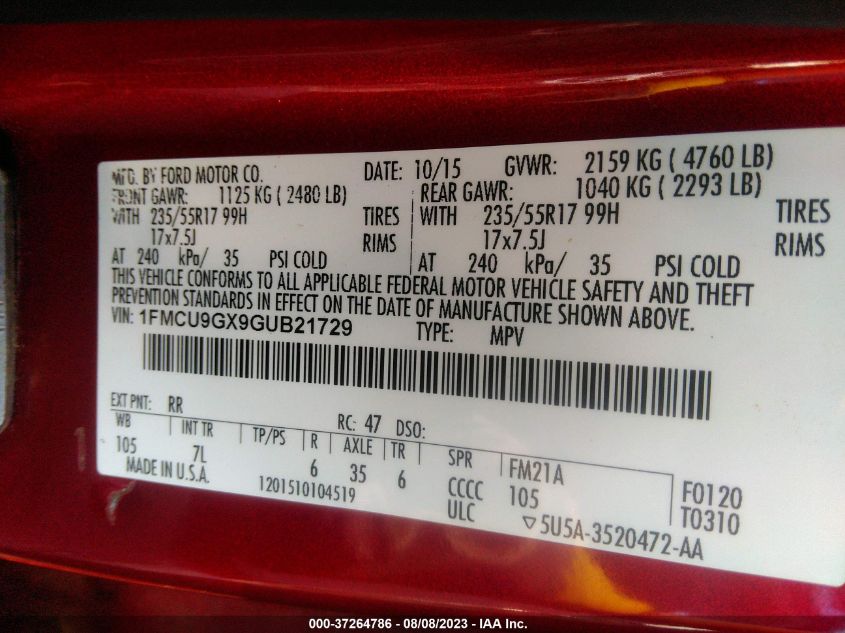 MFG. BY FORD MOTOR CO. DATE: 10/15 GVWR: 2159 KG ( 4760 LB)
FRONT GAWR: 1125 KG ( 2480 LB) REAR GAWR: 1040 KG ( 2293 LB)
WITH 235/55R17 99H TIRES WITH 235/55R17 99H TIRES
17x7.5J RIMS 17x7.5J RIMS
AT 240 kPa/ 35 PSI COLD AT 240 kPa/ 35 PSI COLD
THIS VEHICLE CONFORMS TO ALL APPLICABLE FEDERAL MOTOR VEHICLE SAFETY AND THEFT
PREVENTION STANDARDS IN EFFECT ON THE DATE OF MANUFACTURE SHOWN ABOVE.
VIN: 1FMCU9GX9GUB21729 TYPE: MPV
EXT PNT: RR RC: 47 DSO:
WB INT TR TP/PS R AXLE TR SPR FM21A F0120
105 7L 6 35 6 CCCC 105 T0310
MADE IN U.S.A. 1201510104519 ULC ▽5U5A-3520472-AA
000-37264786 - 08/08/2023 - IAA Inc.